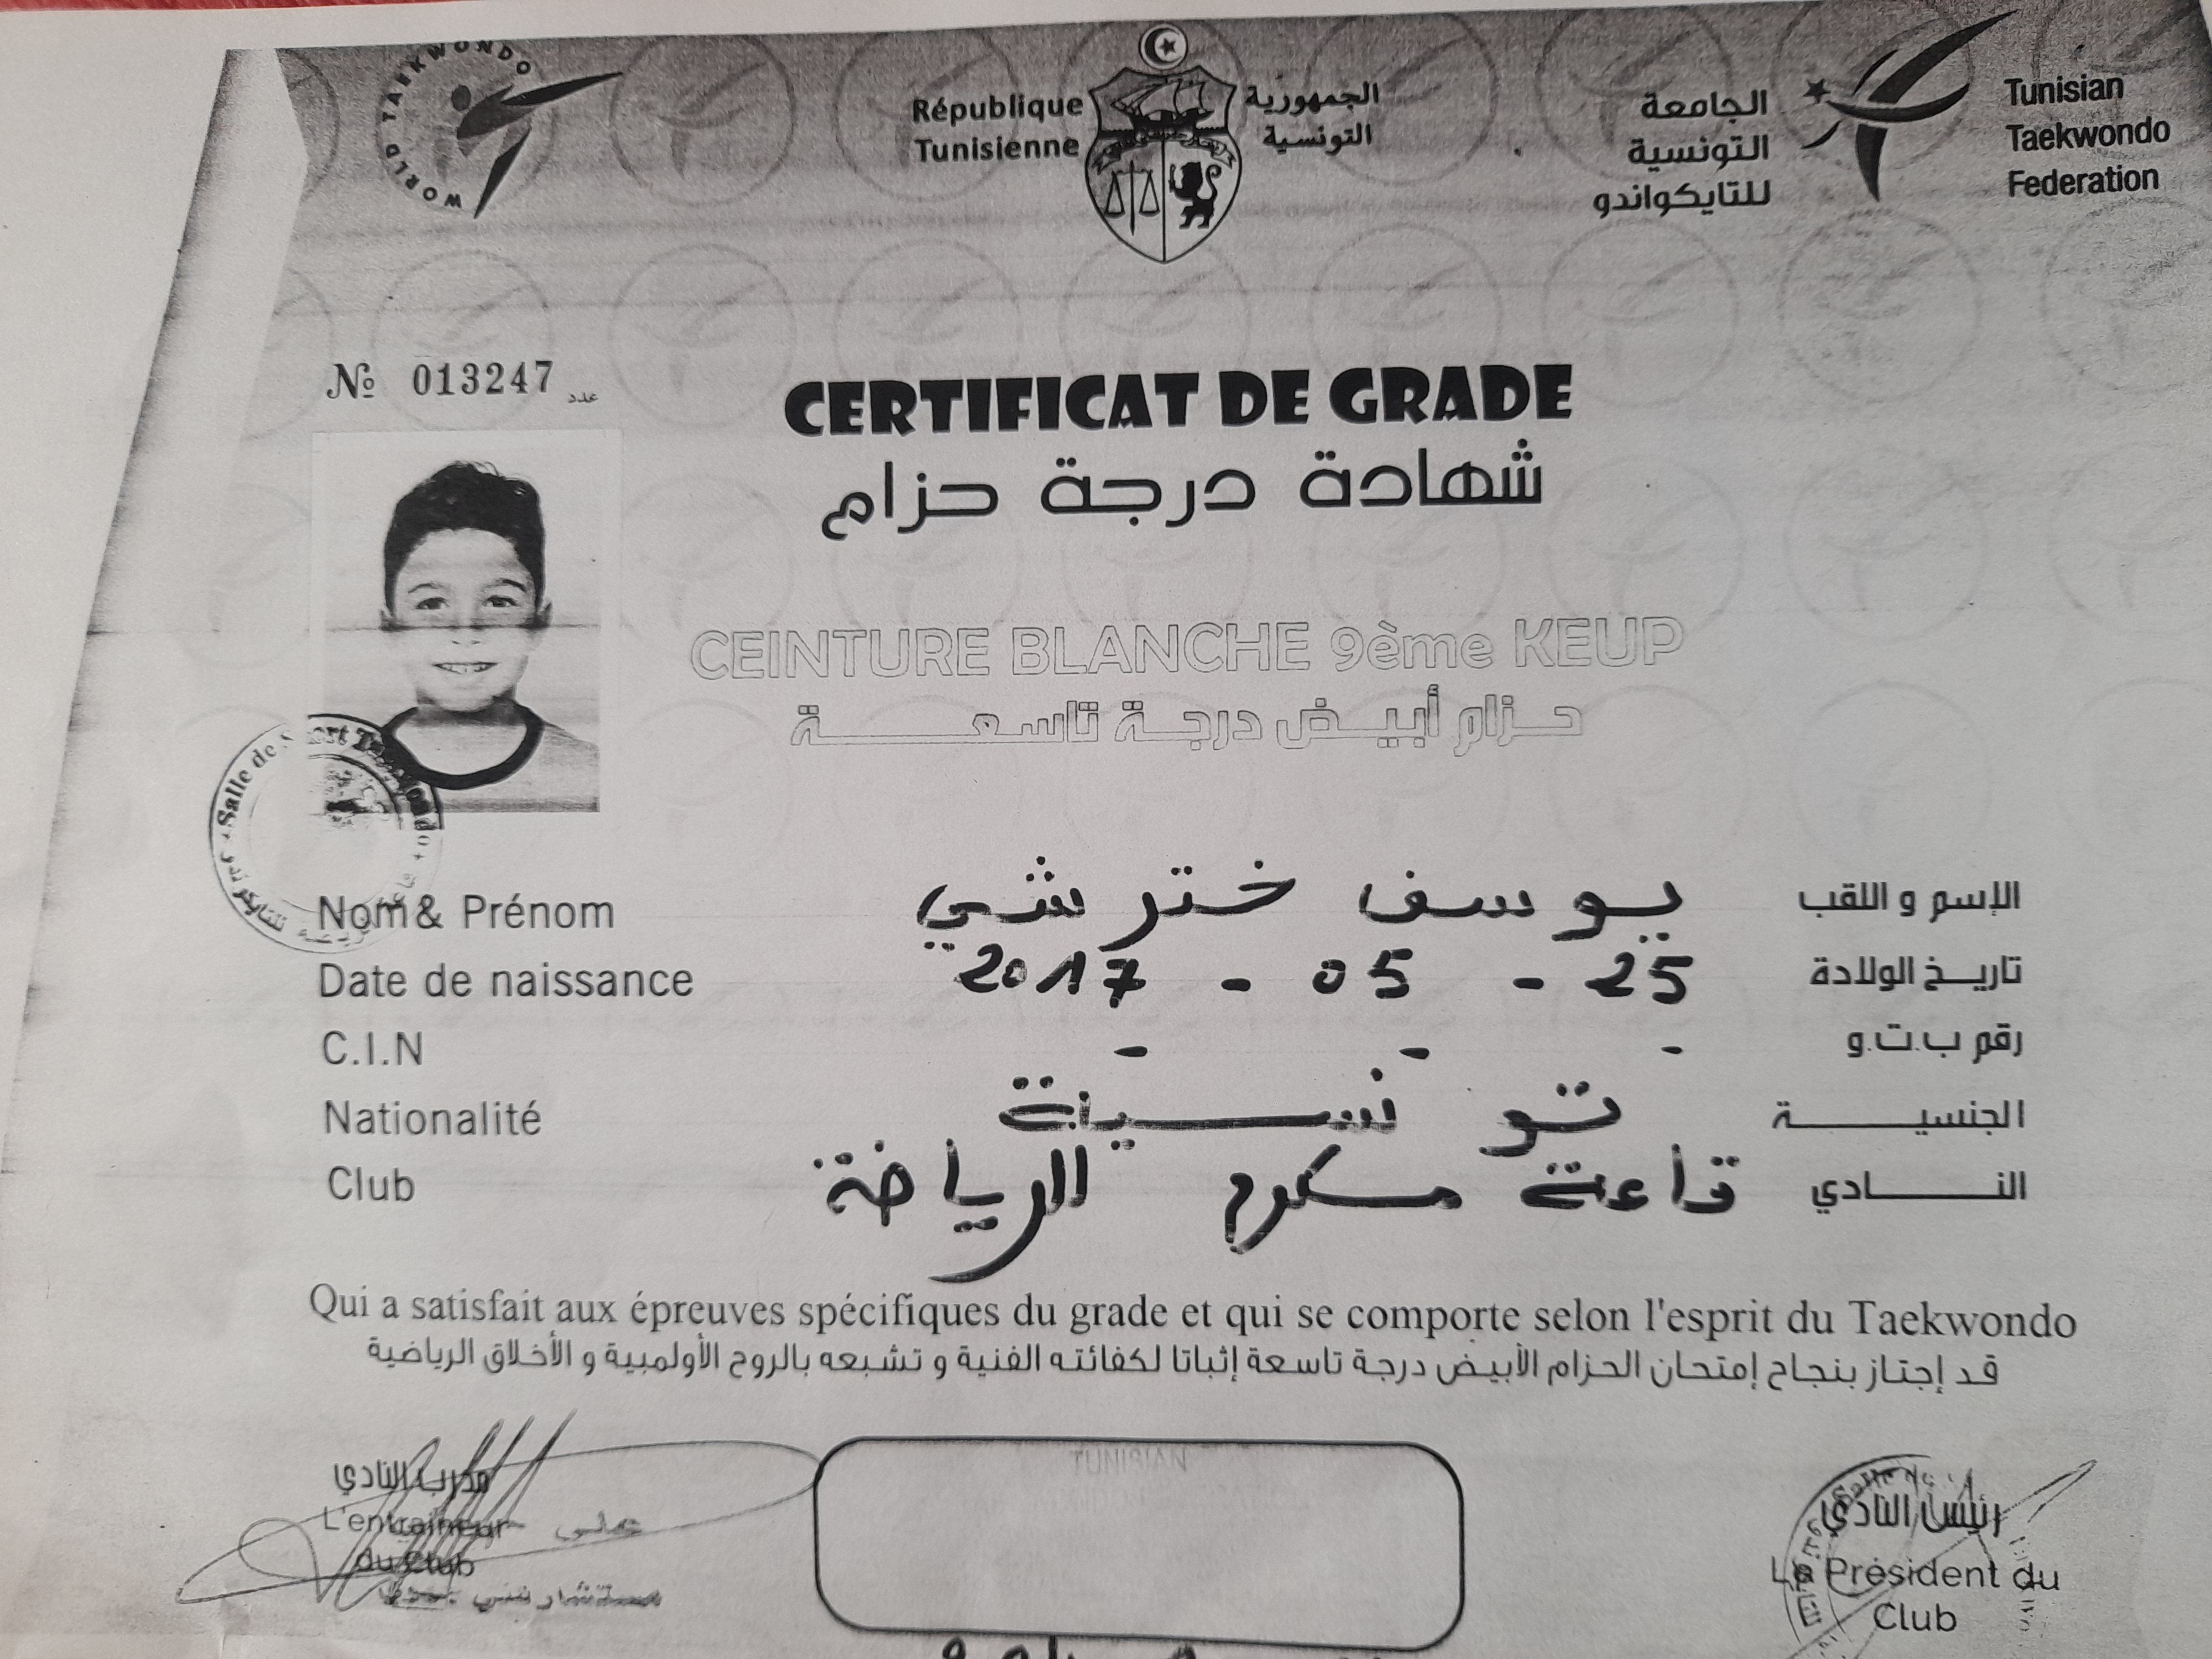 WORLD TAEKWONDO
République
Tunisienne
الجمهورية
التونسية
الجامعة
التونسية
للتايكواندو
Tunisian
Taekwondo
Federation
№ 013247 عدد
CERTIFICAT DE GRADE
شهادة درجة حزام
CEINTURE BLANCHE 9ème KEUP
حزام أبيض درجة تاسعة
Salle de
Nom & Prénom يوسف خترشي الإسم و اللقب
Date de naissance 25 - 05 - 2017 تاريخ الولادة
C.I.N - - - رقم ب.ت.و
Nationalité تونسية الجنسية
Club قاعة مسكوم الرياضة النادي
Qui a satisfait aux épreuves spécifiques du grade et qui se comporte selon l'esprit du Taekwondo
قد إجتاز بنجاح إمتحان الحزام الأبيض درجة تاسعة إثباتا لكفائته الفنية و تشبعه بالروح الأولمبية و الأخلاق الرياضية
مدرب النادي
L'entraineur
du Club
علي
رئيس النادي
Le Président du
Club